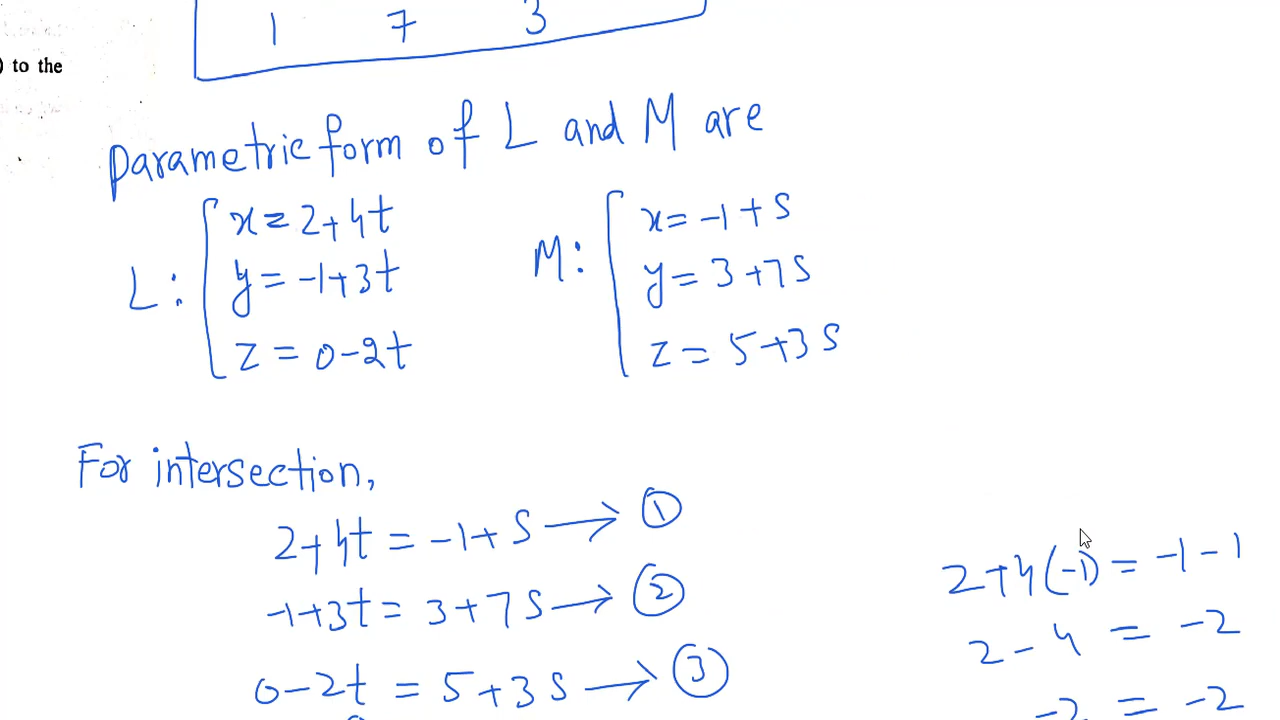 1 7 3
) to the
Parametric form of L and M are
L: x = 2+4t M: x = -1+S
y = -1+3t y = 3+7S
z = 0-2t z = 5+3S
For intersection,
2+4t = -1+S → ①
-1+3t = 3+7S → ②
0-2t = 5+3S → ③
2+4(-1) = -1-1
2-4 = -2
-2 = -2